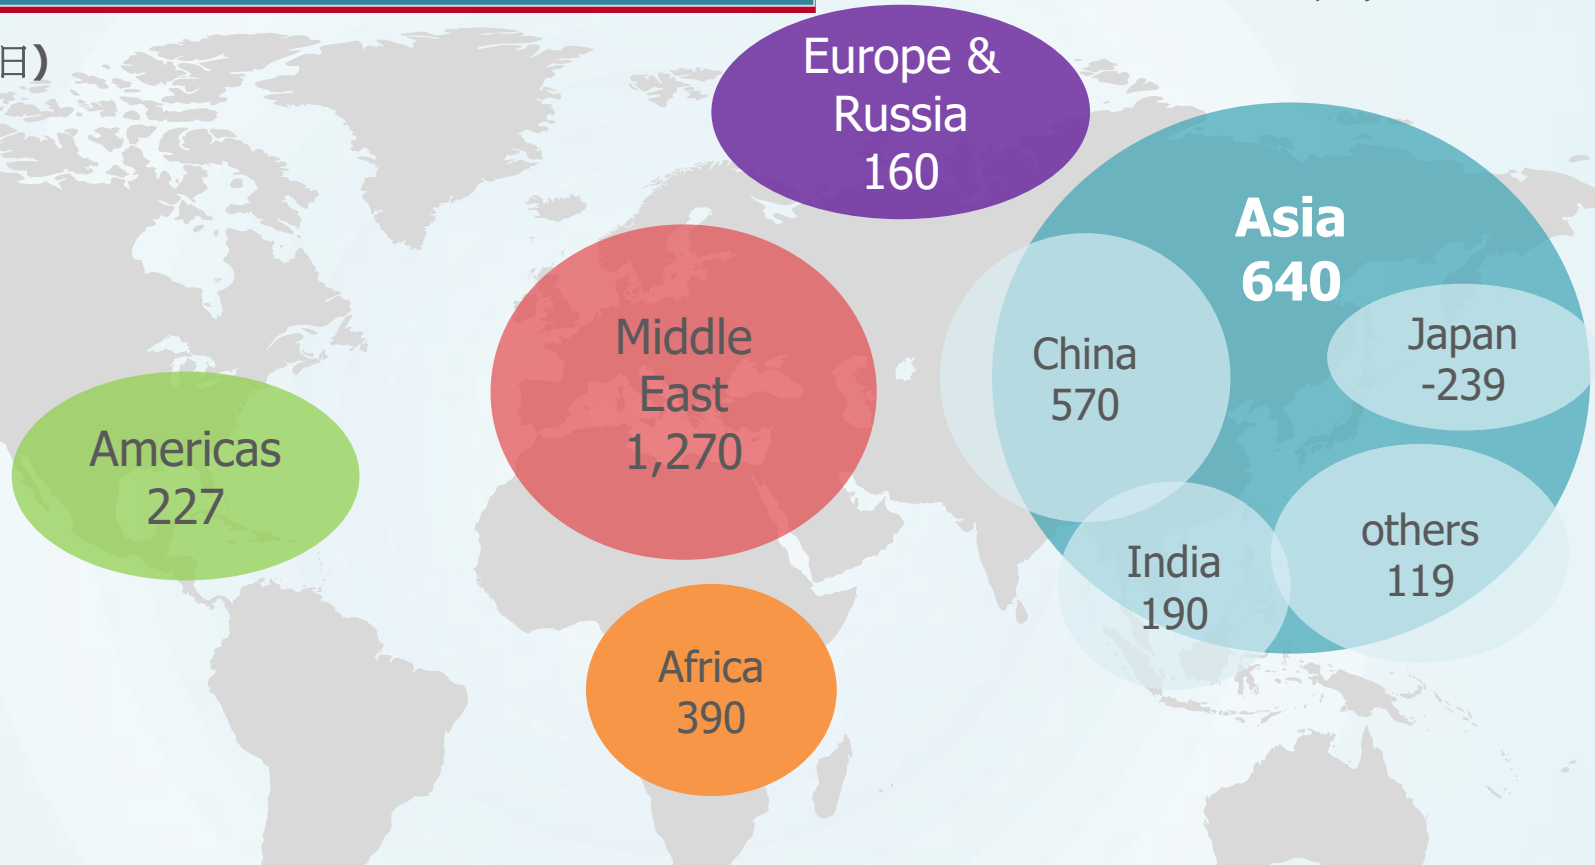 日)
Europe &
Russia
160
Asia
640
Middle
East
1,270
China
570
Japan
-239
Americas
227
others
119
India
190
Africa
390